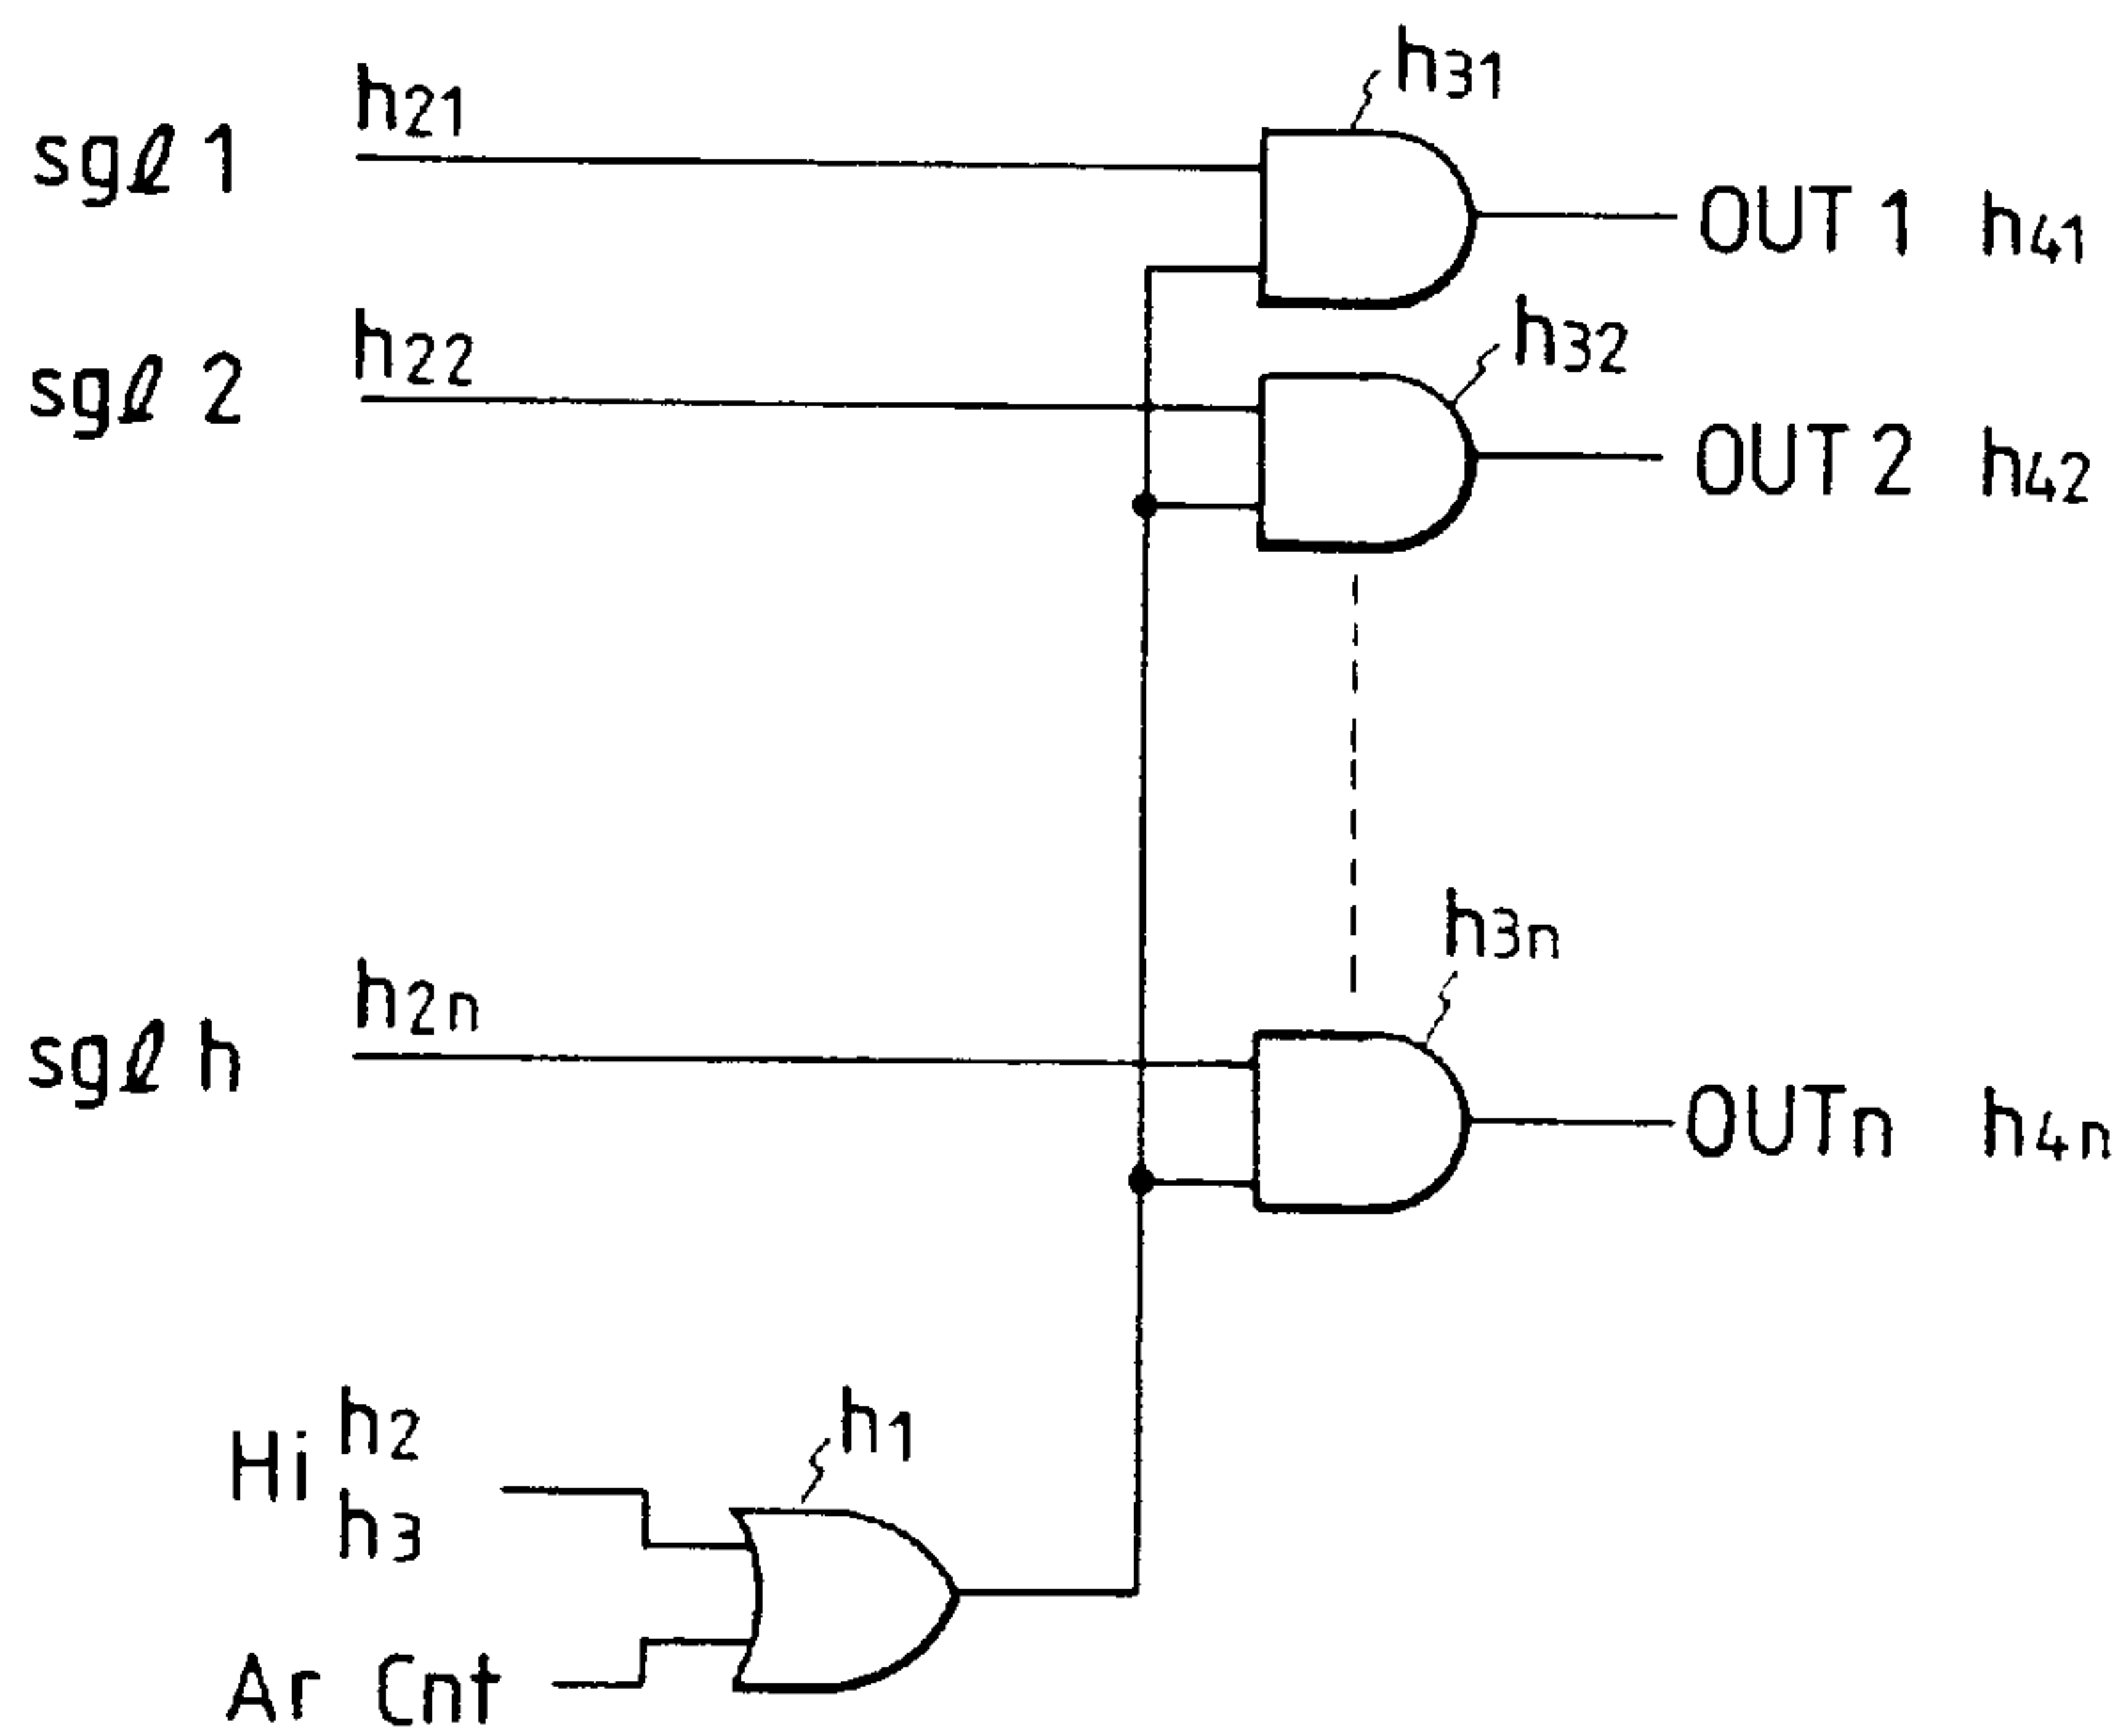 h31
h21
sgℓ 1
OUT 1 h41
h32
h22
sgℓ 2
OUT 2 h42
h3n
h2n
sgℓ h
OUTn h4n
h2
h1
Hi
h3
Ar Cnt